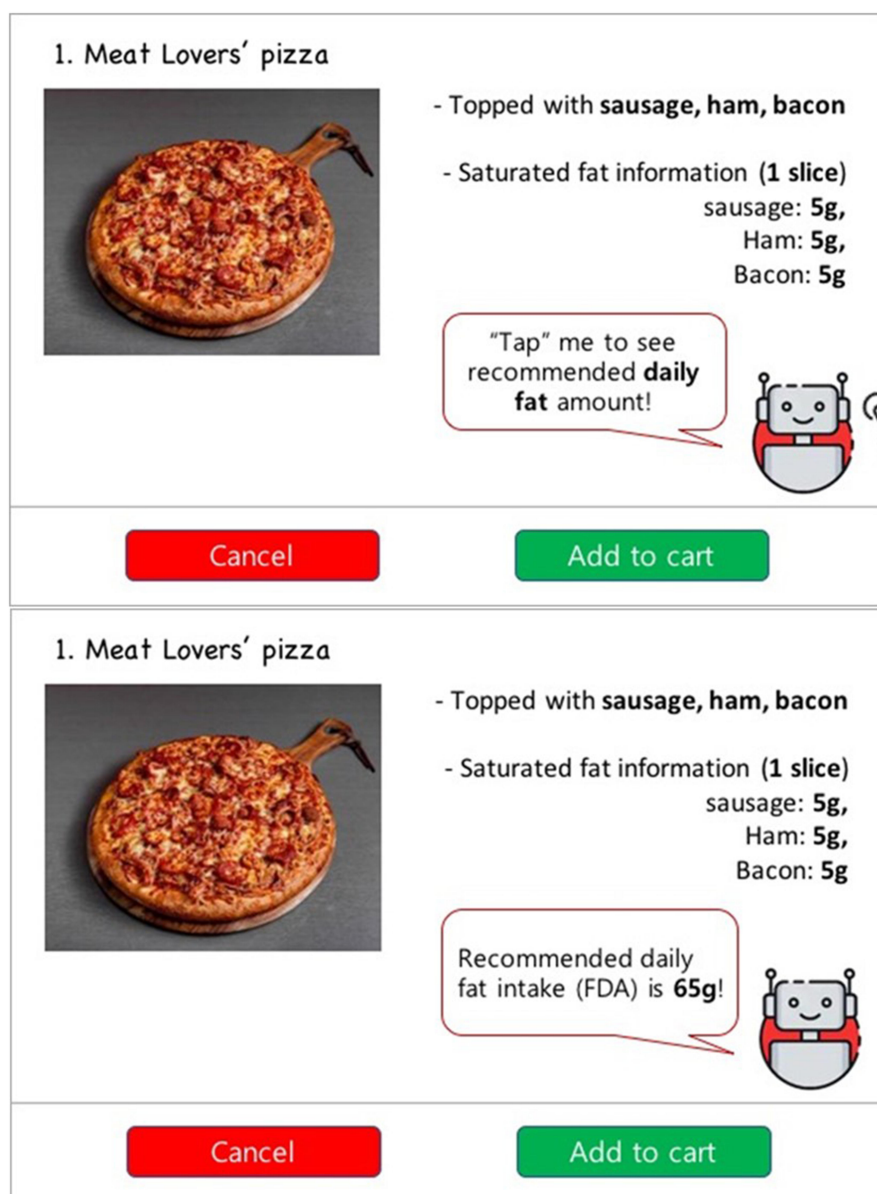 1. Meat Lovers’ pizza
- Topped with sausage, ham, bacon
- Saturated fat information (1 slice)
sausage: 5g,
Ham: 5g,
Bacon: 5g
“Tap” me to see
recommended daily
fat amount!
Cancel
Add to cart
1. Meat Lovers’ pizza
- Topped with sausage, ham, bacon
- Saturated fat information (1 slice)
sausage: 5g,
Ham: 5g,
Bacon: 5g
Recommended daily
fat intake (FDA) is 65g!
Cancel
Add to cart